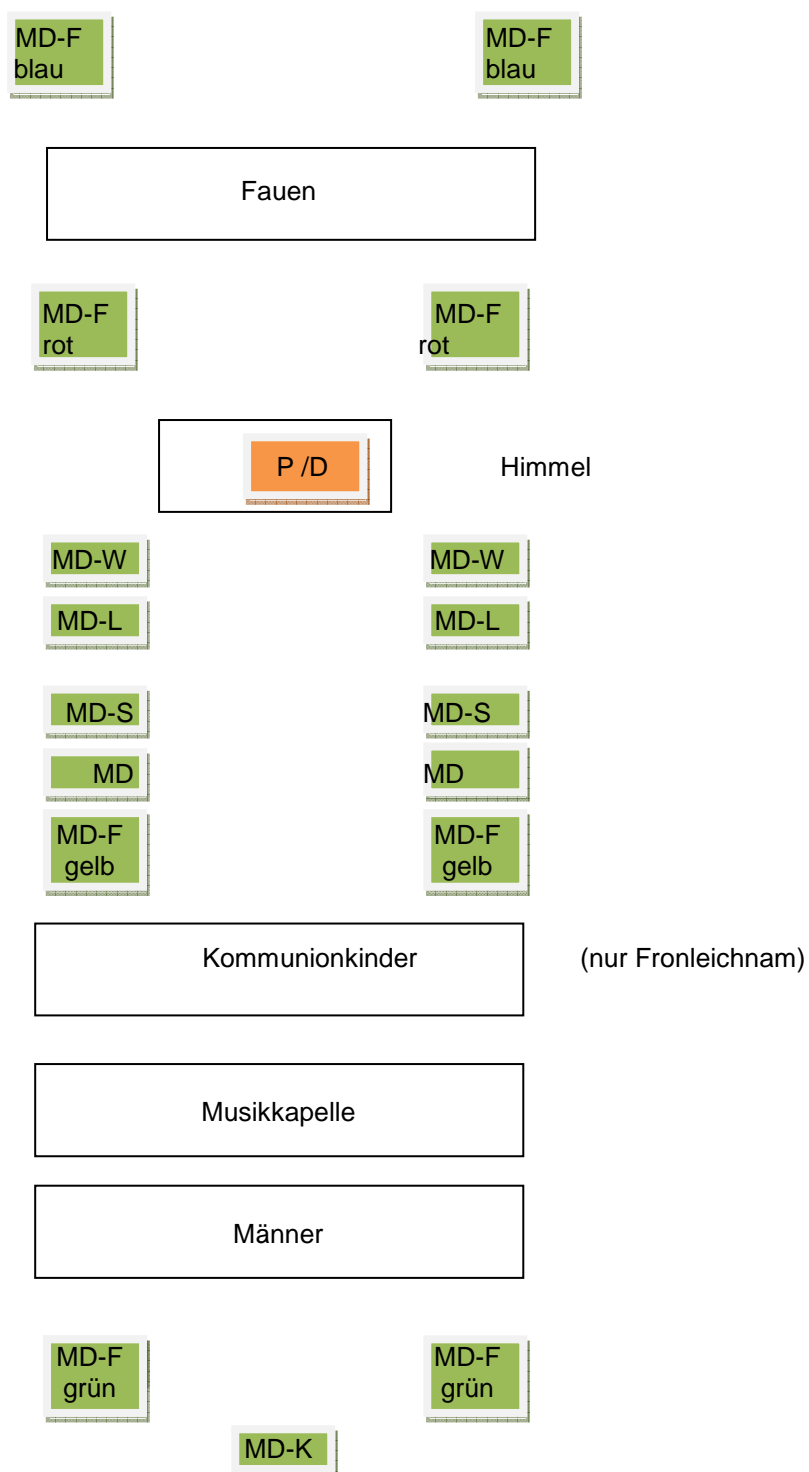 MD-F MD-F
blau blau
Fauen
MD-F MD-F
rot rot
P /D Himmel
MD-W MD-W
MD-L MD-L
MD-S MD-S
MD MD
MD-F MD-F
gelb gelb
Kommunionkinder (nur Fronleichnam)
Musikkapelle
Männer
MD-F MD-F
grün grün
MD-K